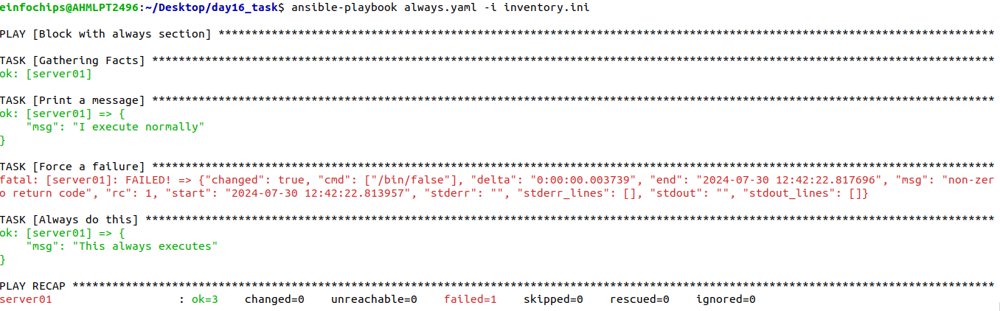 einfochips@AHMLPT2496:~/Desktop/day16_task$ ansible-playbook always.yaml -i inventory.ini
PLAY [Block with always section] *********************************************************************************************************************
TASK [Gathering Facts] *******************************************************************************************************************************
ok: [server01]
TASK [Print a message] *******************************************************************************************************************************
ok: [server01] => {
    "msg": "I execute normally"
}
TASK [Force a failure] *******************************************************************************************************************************
fatal: [server01]: FAILED! => {"changed": true, "cmd": ["/bin/false"], "delta": "0:00:00.003739", "end": "2024-07-30 12:42:22.817696", "msg": "non-zer
o return code", "rc": 1, "start": "2024-07-30 12:42:22.813957", "stderr": "", "stderr_lines": [], "stdout": "", "stdout_lines": []}
TASK [Always do this] ********************************************************************************************************************************
ok: [server01] => {
    "msg": "This always executes"
}
PLAY RECAP *******************************************************************************************************************************************
server01                   : ok=3    changed=0    unreachable=0    failed=1    skipped=0    rescued=0    ignored=0